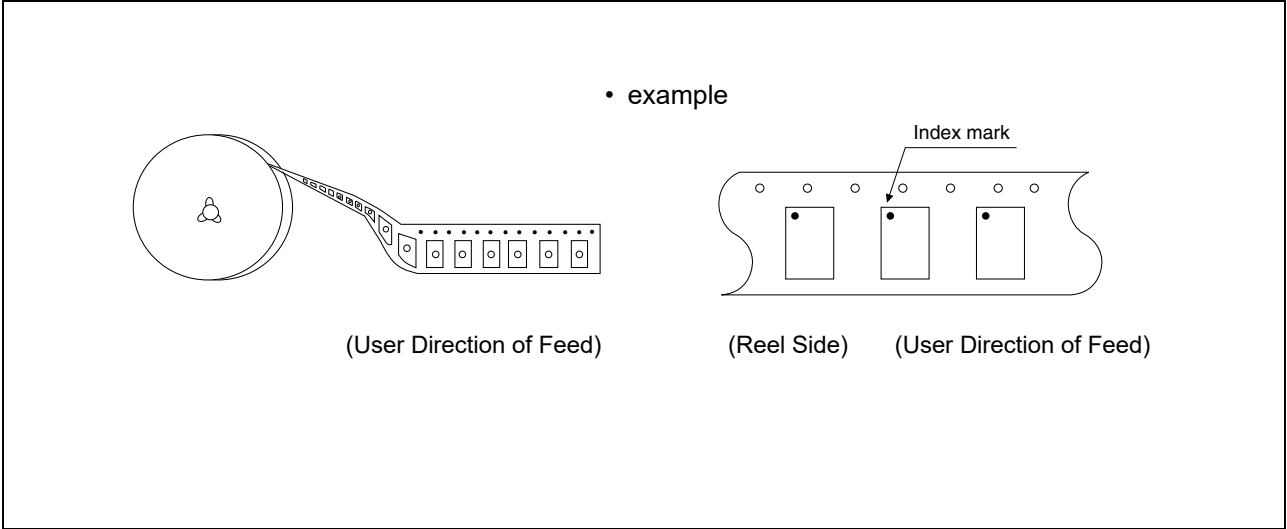 • example
Index mark
(User Direction of Feed)
(Reel Side)
(User Direction of Feed)